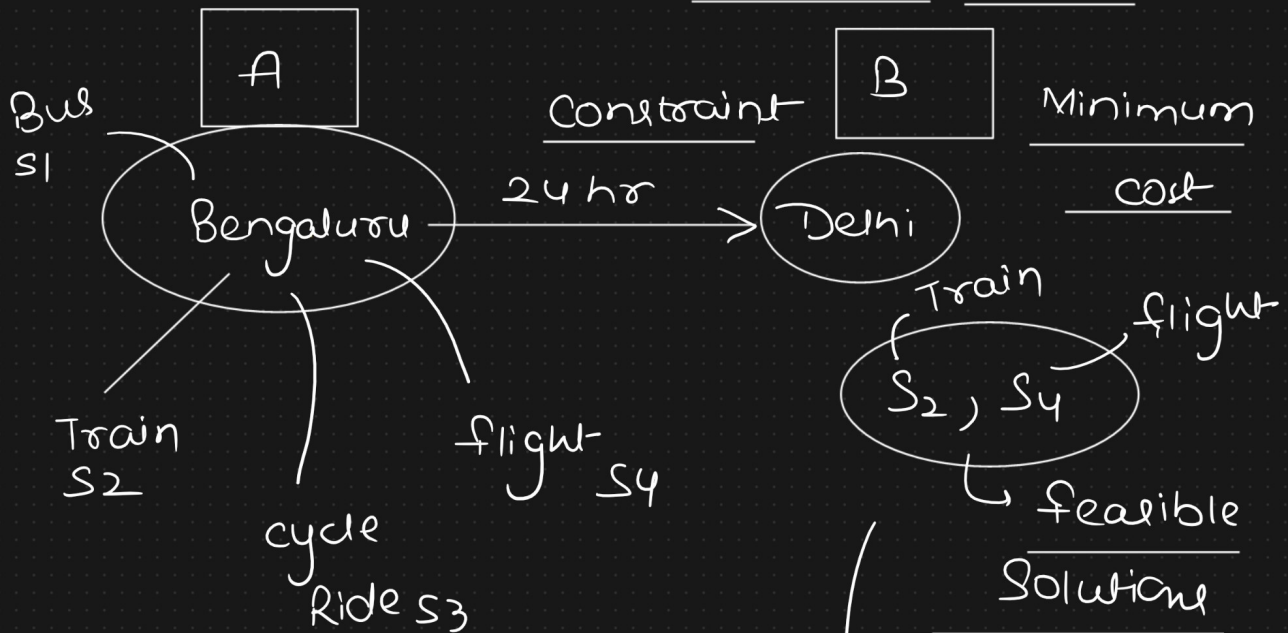 A
Bus
S1
Bengaluru
Constraint
24 hr
B
Delhi
Minimum
cost
Train
S2
cycle
Ride S3
flight S4
Train
flight
S2, S4
feasible
Solutions